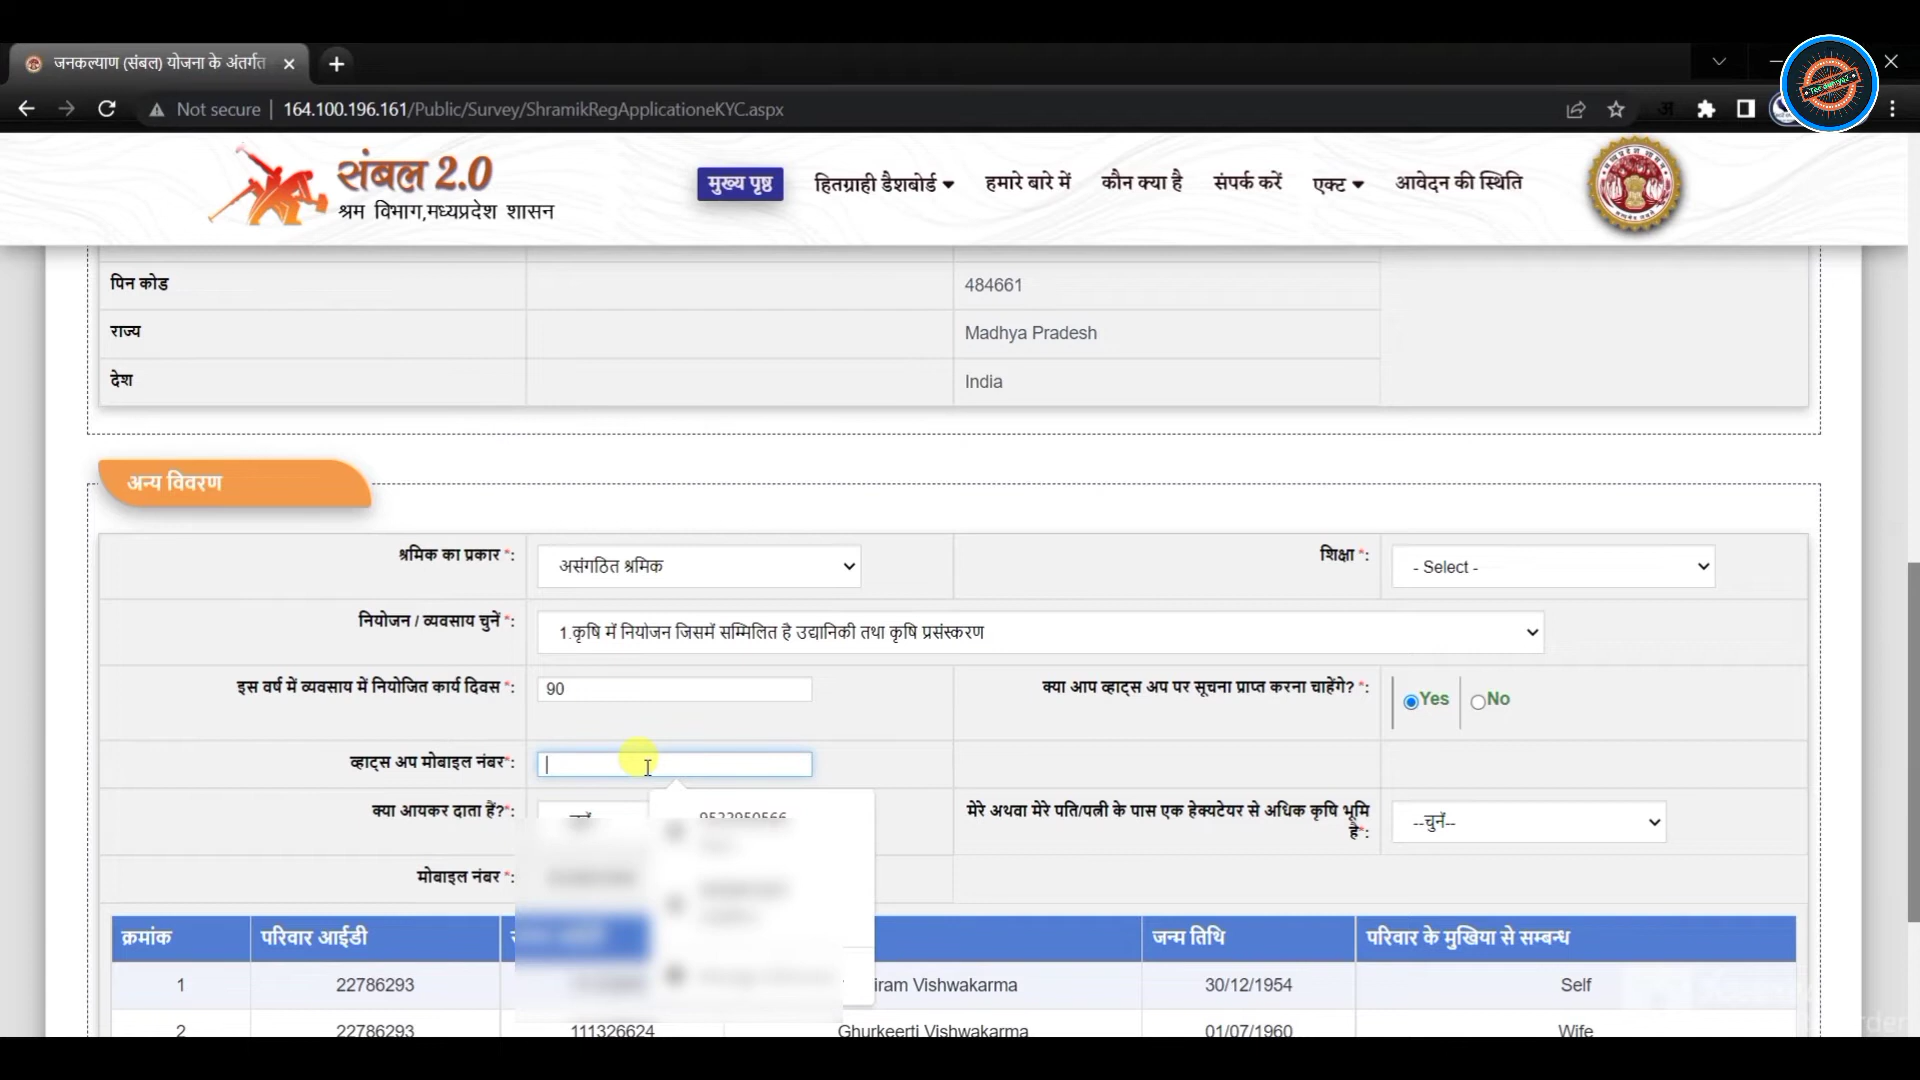 जनकल्याण (संबल) योजना के अंतर्गत
Not secure
164.100.196.161/Public/Survey/ShramikRegApplicationeKYC.aspx
संबल 2.0
श्रम विभाग,मध्यप्रदेश शासन
मुख्य पृष्ठ
हितग्राही डैशबोर्ड
हमारे बारे में
कौन क्या है
संपर्क करें
एक्ट
आवेदन की स्थिति
पिन कोड 484661
राज्य Madhya Pradesh
देश India
अन्य विवरण
श्रमिक का प्रकार *: असंगठित श्रमिक शिक्षा *: - Select -
नियोजन / व्यवसाय चुनें *: 1.कृषि में नियोजन जिसमें सम्मिलित है उद्यानिकी तथा कृषि प्रसंस्करण
इस वर्ष में व्यवसाय में नियोजित कार्य दिवस *: 90 क्या आप व्हाट्स अप पर सूचना प्राप्त करना चाहेंगे? *: Yes No
व्हाट्स अप मोबाइल नंबर*:
क्या आयकर दाता हैं?*: मेरे अथवा मेरे पति/पत्नी के पास एक हेक्टेयर से अधिक कृषि भूमि
है*: --चुनें--
मोबाइल नंबर *:
क्रमांक परिवार आईडी जन्म तिथि परिवार के मुखिया से सम्बन्ध
1 22786293 iram Vishwakarma 30/12/1954 Self
2 22786293 111326624 Ghurkeerti Vishwakarma 01/07/1960 Wife